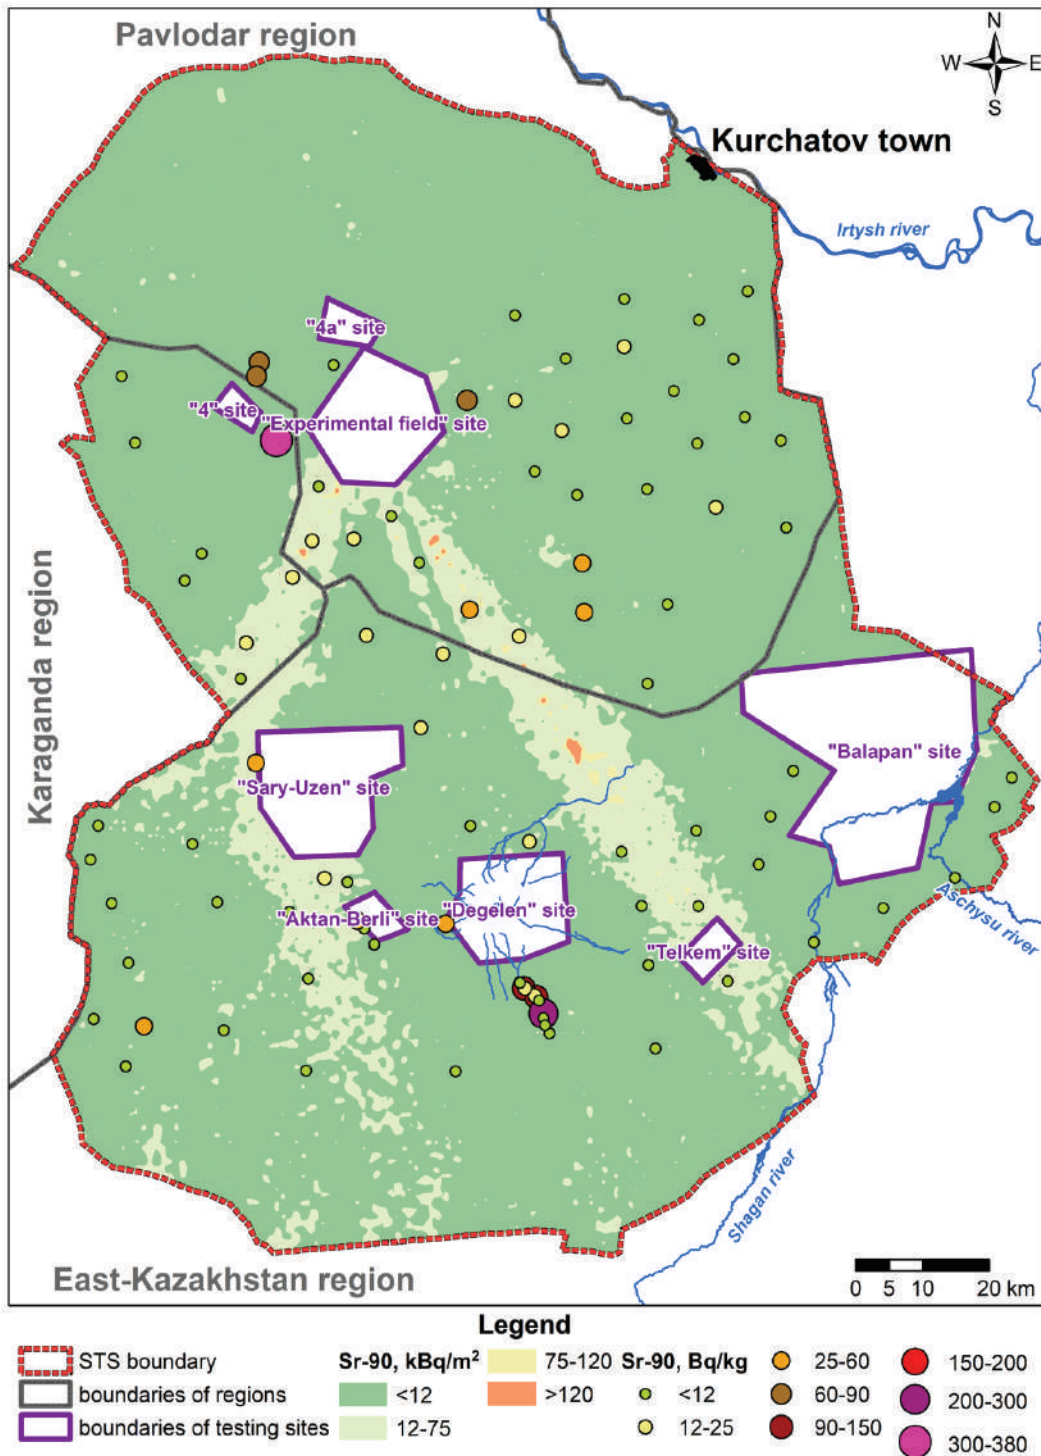 Pavlodar region
N
W
E
S
Kurchatov town
Irtysh river
"4a" site
"4" site
"Experimental field" site
Karaganda region
"Balapan" site
"Sary-Uzen" site
"Aktan-Berli" site
"Degelen" site
"Telkem" site
Aschysu river
Shagan river
East-Kazakhstan region
0 5 10 20 km
Legend
STS boundary
boundaries of regions
boundaries of testing sites
Sr-90, kBq/m²
<12
12-75
75-120
>120
Sr-90, Bq/kg
<12
12-25
25-60
60-90
90-150
150-200
200-300
300-380